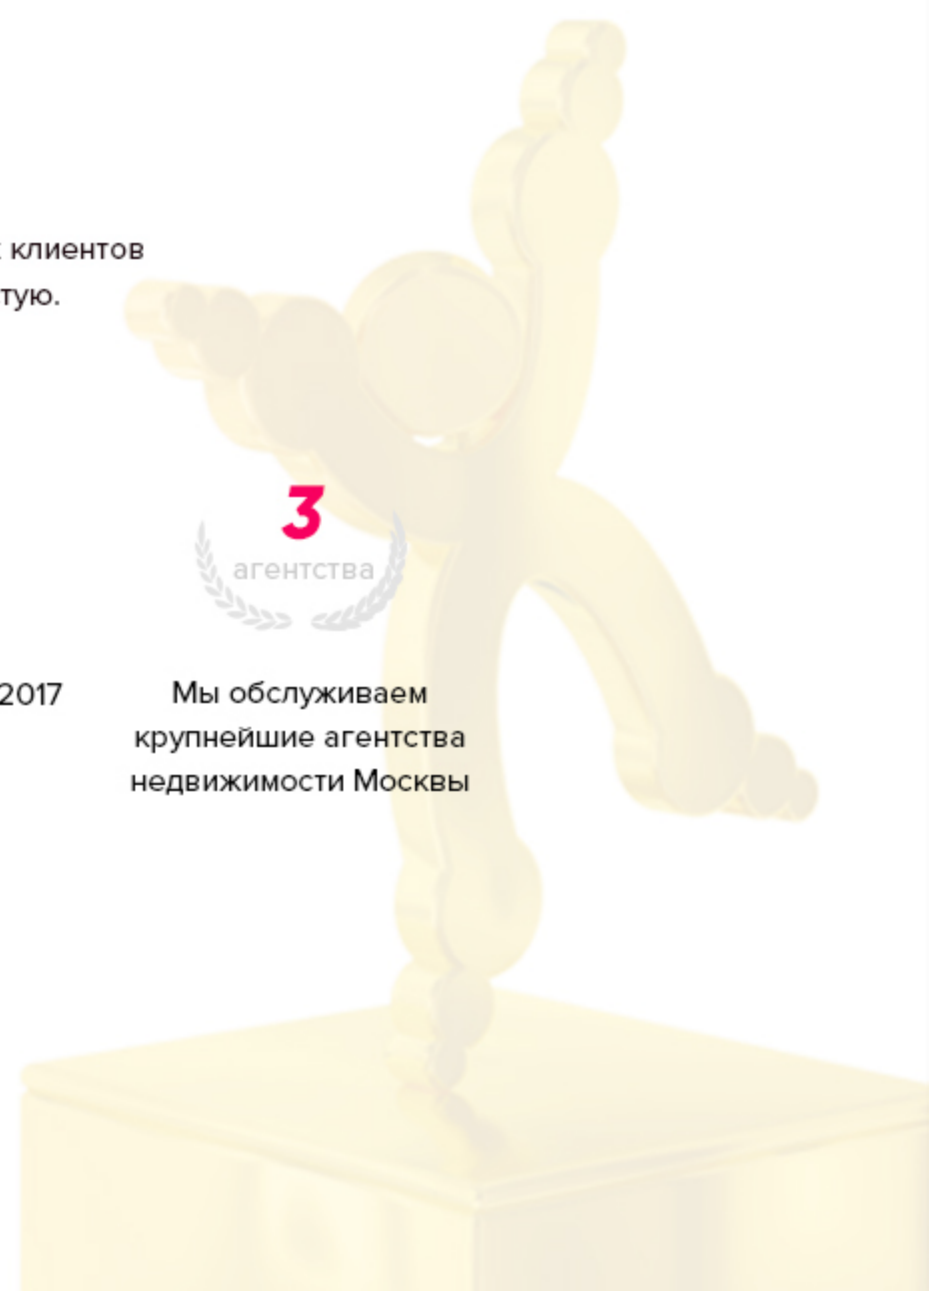 клиентов
тую.
3
агентства
2017
Мы обслуживаем
крупнейшие агентства
недвижимости Москвы